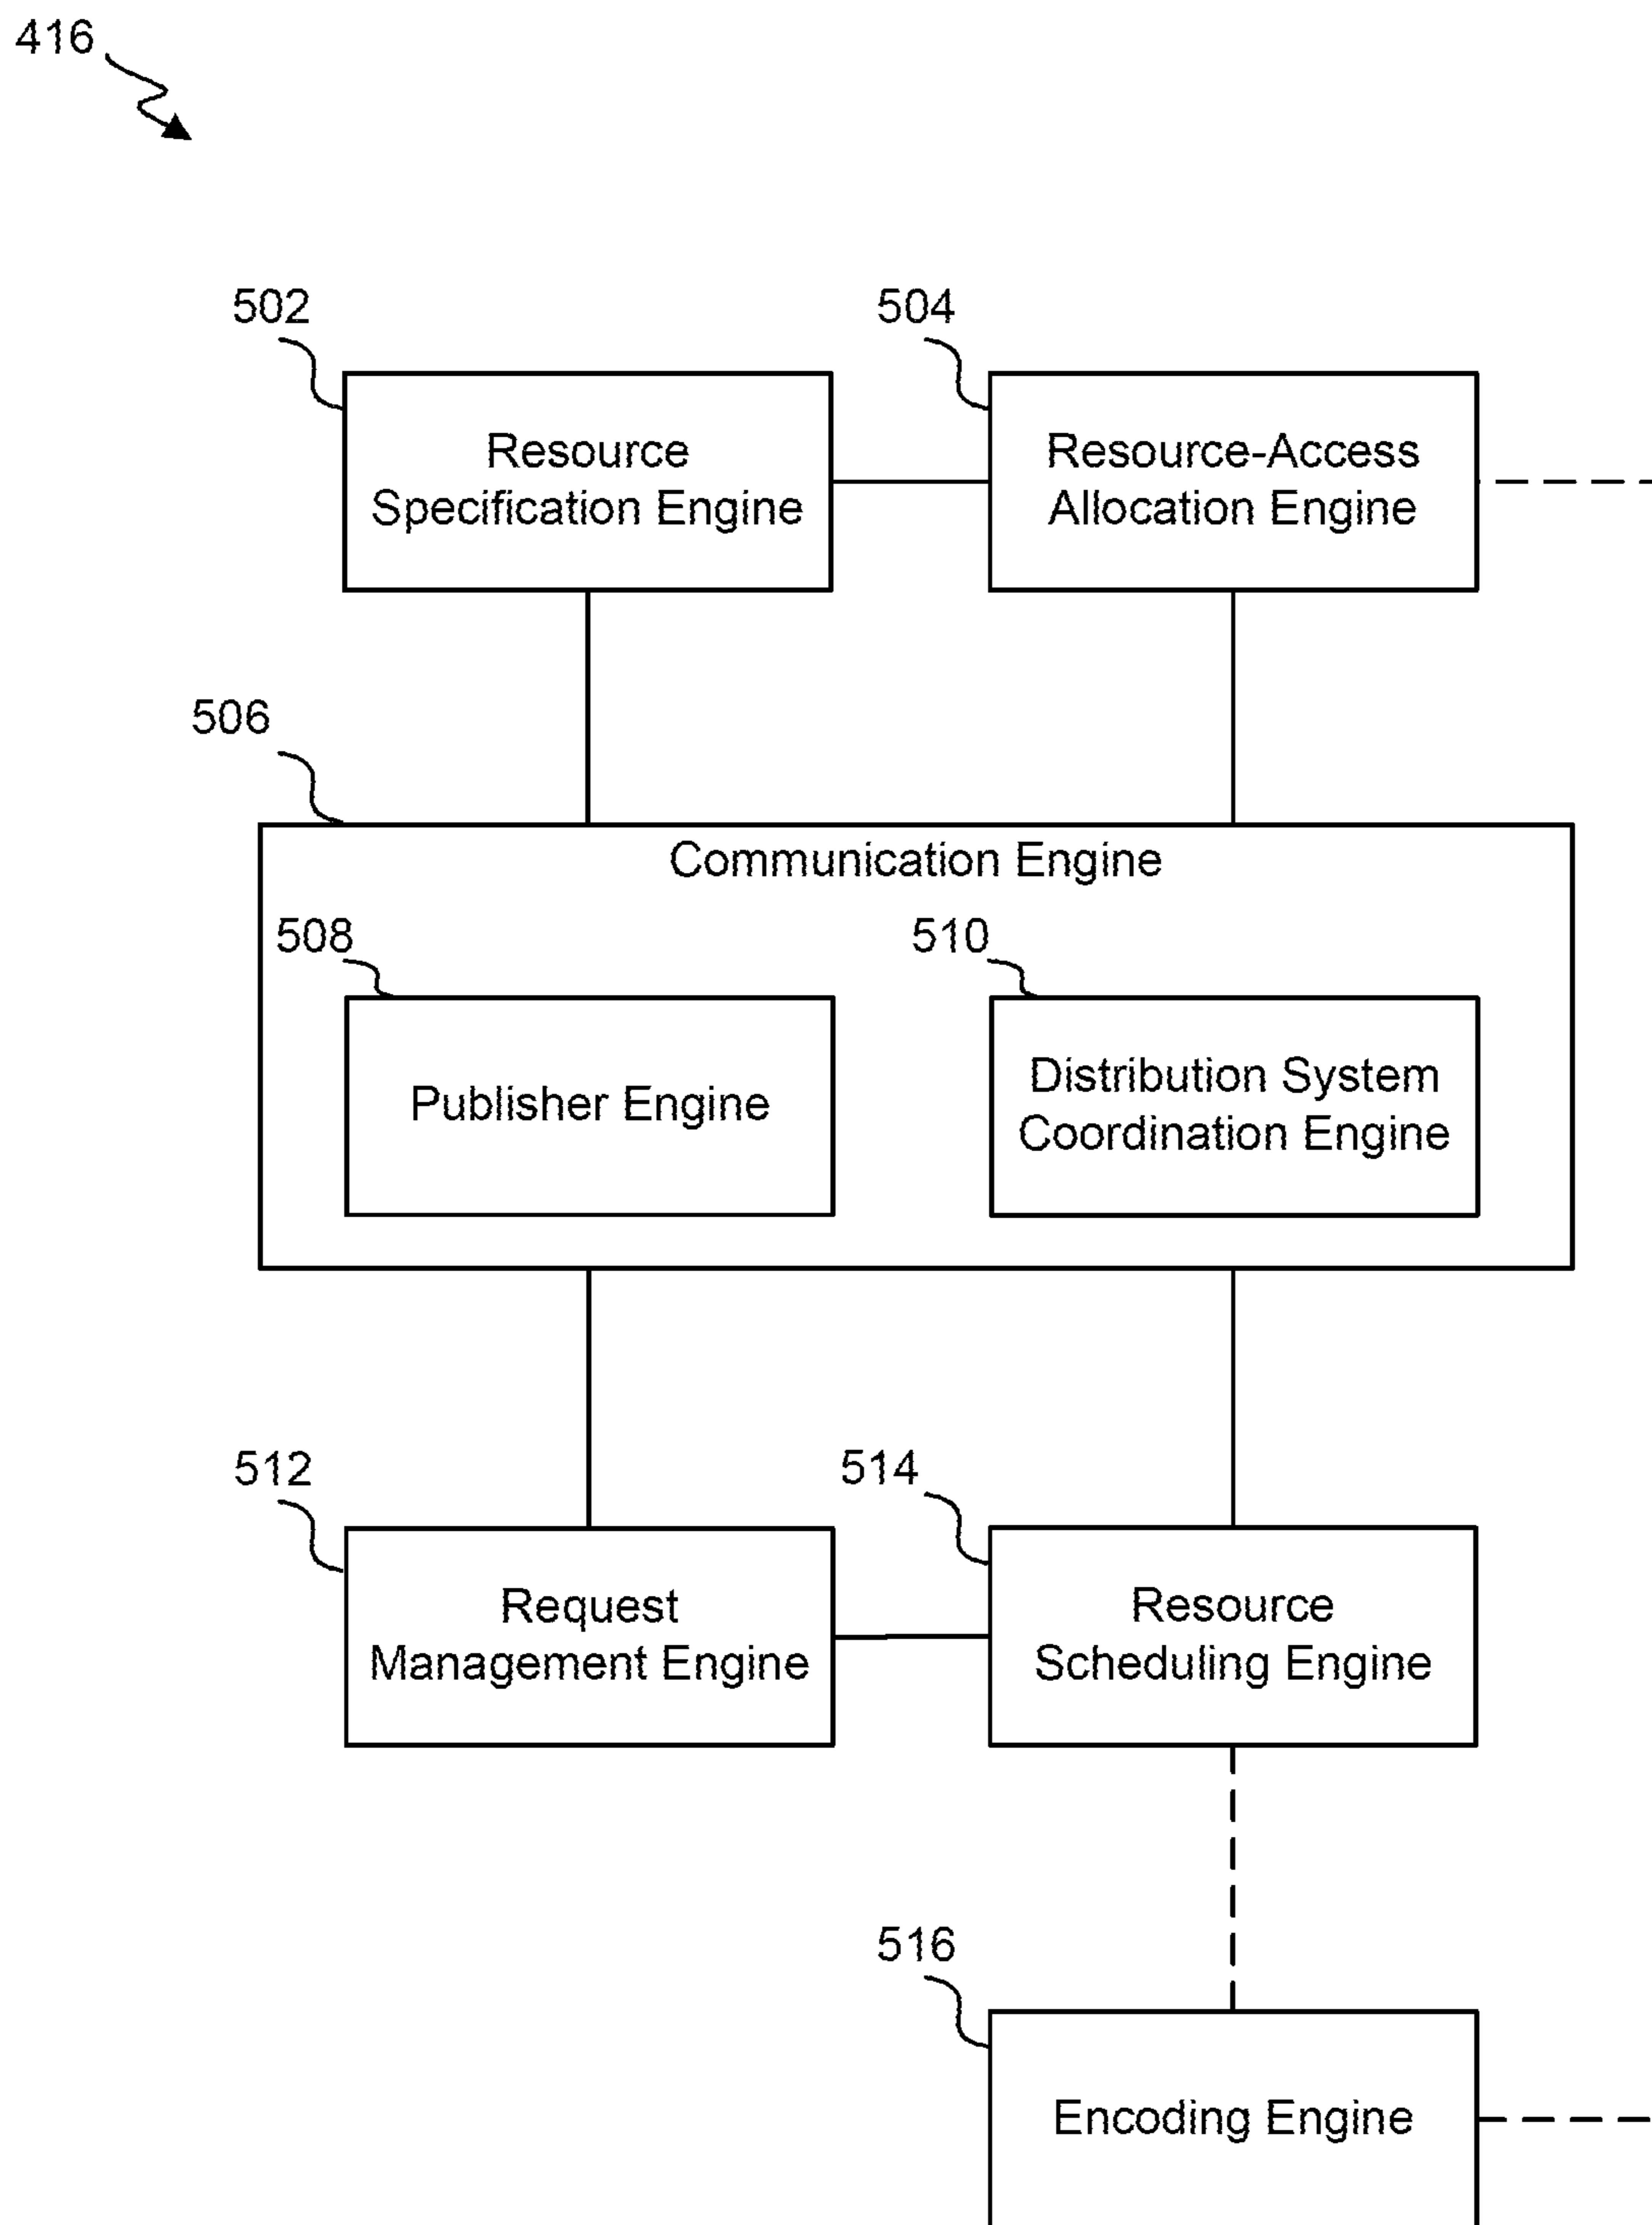 416
502
504
Resource
Specification Engine
Resource-Access
Allocation Engine
506
Communication Engine
508
510
Publisher Engine
Distribution System
Coordination Engine
512
514
Request
Management Engine
Resource
Scheduling Engine
516
Encoding Engine